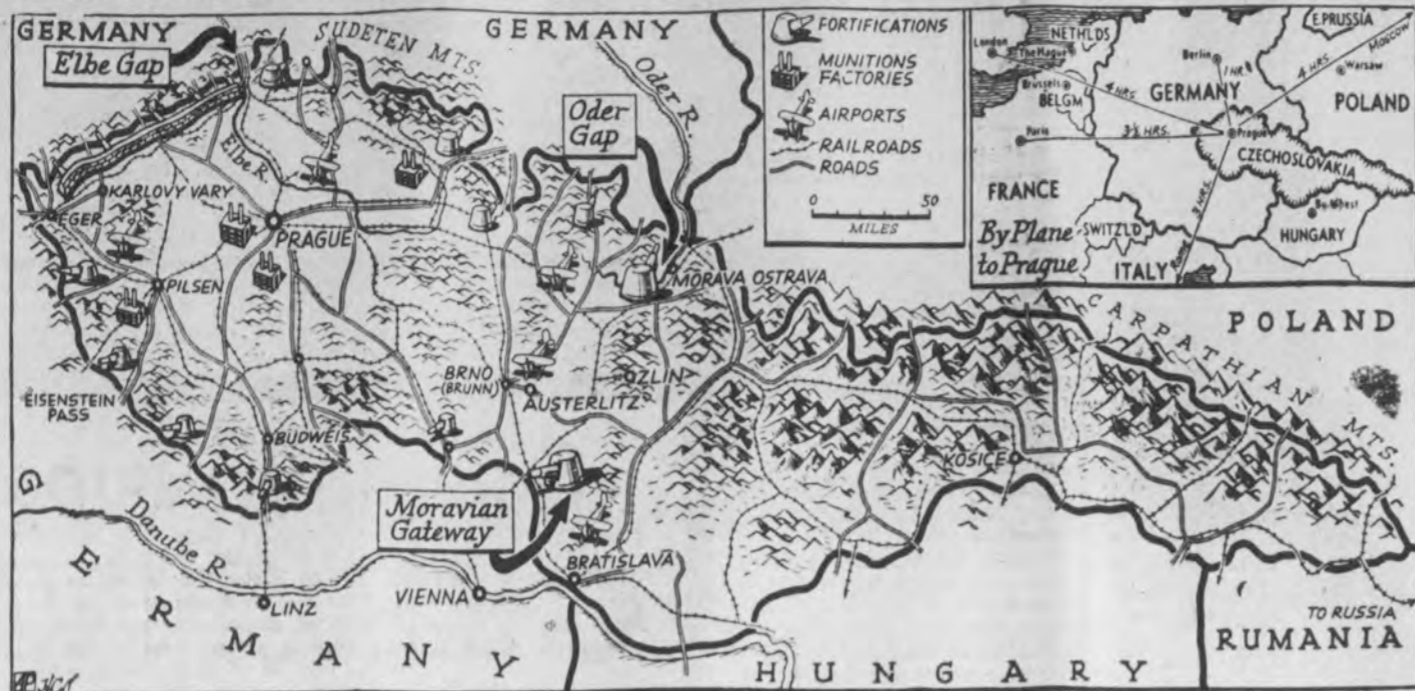 GERMANY
Elbe Gap
SUDETEN MTS.
GERMANY
Oder R.
Oder Gap
Elbe R.
KARLOVY VARY
EGER
PRAGUE
PILSEN
MORAVA OSTRAVA
EISENSTEIN
PASS
BRNO
(BRUNN)
AUSTERLITZ
ZLIN
BUDWEIS
Moravian
Gateway
Danube R.
LINZ
VIENNA
BRATISLAVA
KOSICE
CARPATHIAN MTS.
POLAND
GERMANY
HUNGARY
TO RUSSIA
RUMANIA
FORTIFICATIONS
MUNITIONS
FACTORIES
AIRPORTS
RAILROADS
ROADS
0 50
MILES
London
NETHLDS
The Hague
Brussels
BELGM
Berlin
E. PRUSSIA
MOSCOW
Warsaw
4 HRS.
1 HR.
4 HRS.
GERMANY
POLAND
Paris
3½ HRS.
Prague
CZECHOSLOVAKIA
FRANCE
3 HRS.
HUNGARY
SWITZLD
ITALY
ROME
By Plane
to Prague